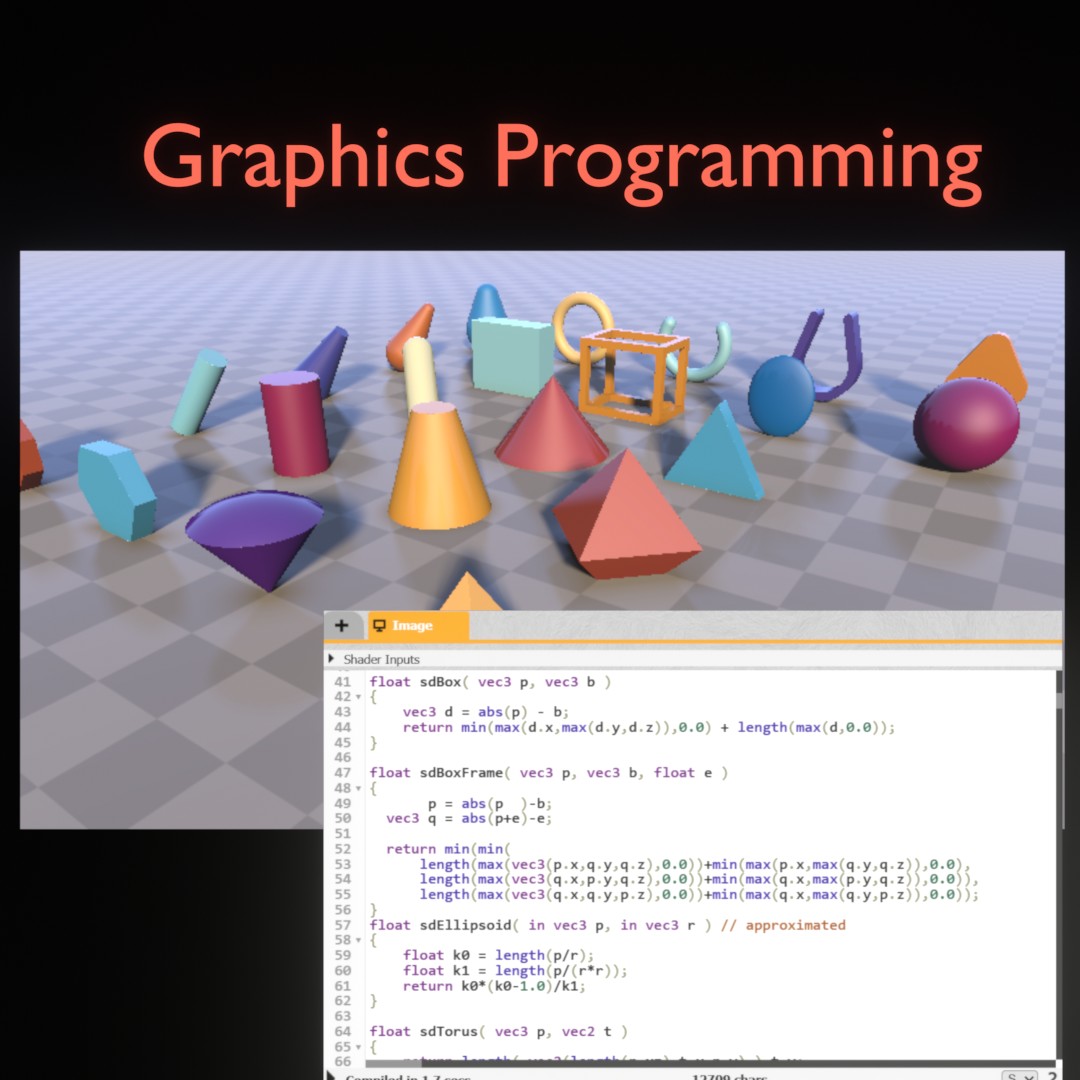 Graphics Programming
+ Image
Shader Inputs
41 float sdBox( vec3 p, vec3 b )
42 {
43 vec3 d = abs(p) - b;
44 return min(max(d.x,max(d.y,d.z)),0.0) + length(max(d,0.0));
45 }
46
47 float sdBoxFrame( vec3 p, vec3 b, float e )
48 {
49 p = abs(p )-b;
50 vec3 q = abs(p+e)-e;
51
52 return min(min(
53 length(max(vec3(p.x,q.y,q.z),0.0))+min(max(p.x,max(q.y,q.z)),0.0),
54 length(max(vec3(q.x,p.y,q.z),0.0))+min(max(q.x,max(p.y,q.z)),0.0)),
55 length(max(vec3(q.x,q.y,p.z),0.0))+min(max(q.x,max(q.y,p.z)),0.0));
56 }
57 float sdEllipsoid( in vec3 p, in vec3 r ) // approximated
58 {
59 float k0 = length(p/r);
60 float k1 = length(p/(r*r));
61 return k0*(k0-1.0)/k1;
62 }
63
64 float sdTorus( vec3 p, vec2 t )
65 {
66
Compiled in 1.7 secs 12709 chars S ?